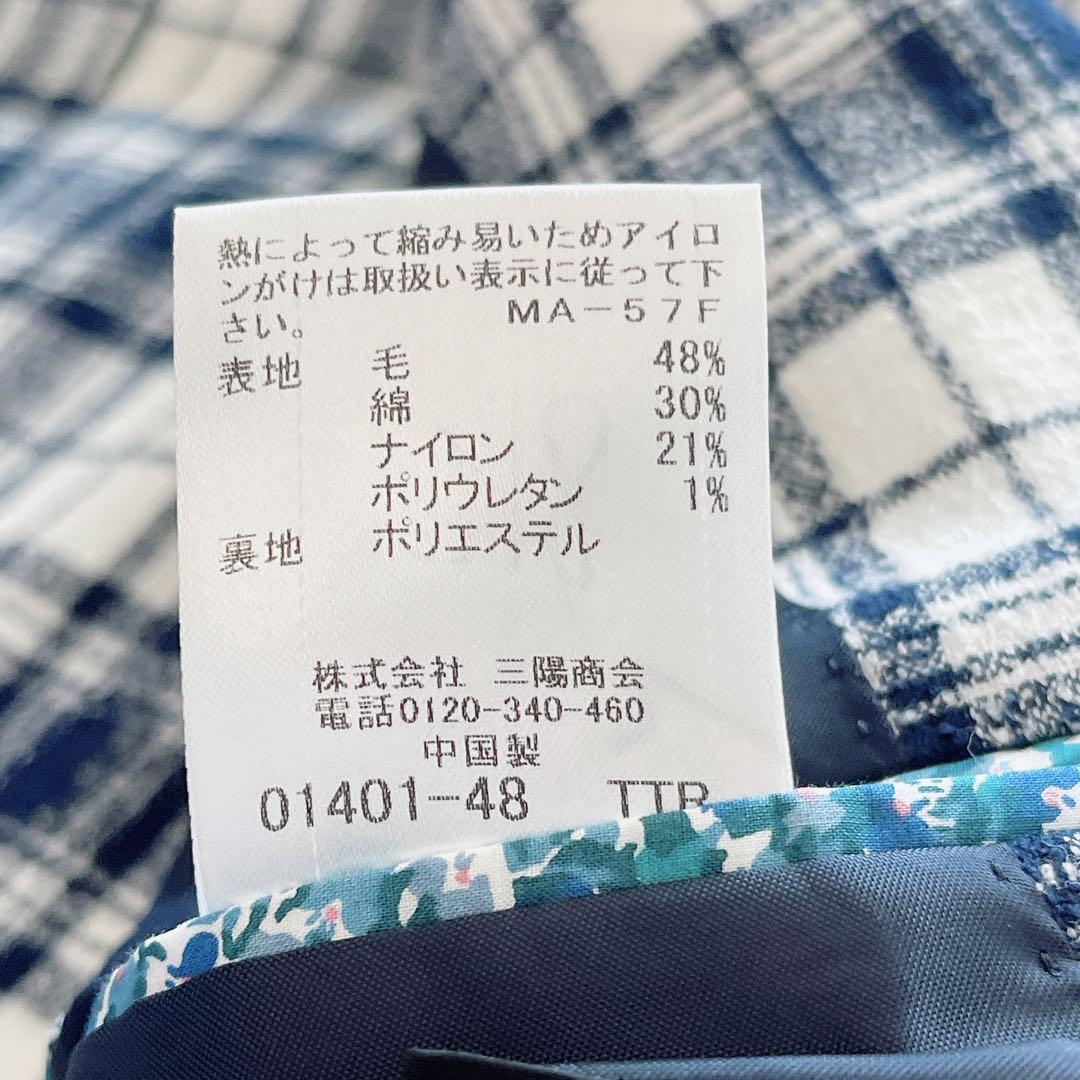 熱によって縮み易いためアイロ
ンがけは取扱い表示に従って下
さい。 MA-57F
表地 毛 48%
綿 30%
ナイロン 21%
ポリウレタン 1%
裏地 ポリエステル
株式会社 三陽商会
電話0120-340-460
中国製
01401-48 TTR